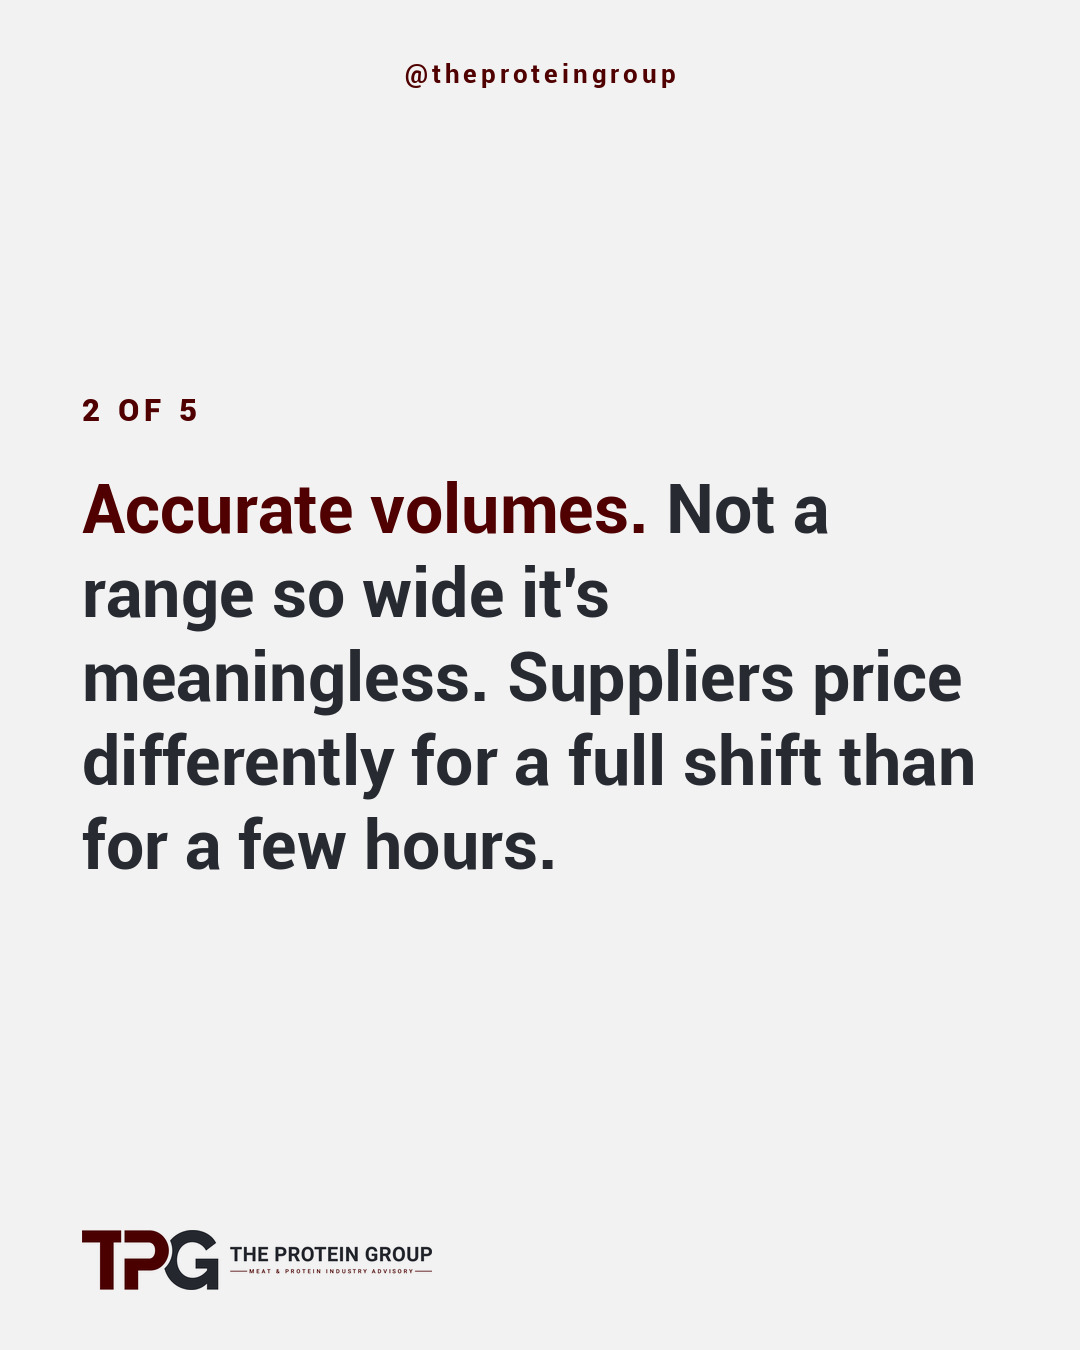 @theproteingroup
2 OF 5
Accurate volumes. Not a
range so wide it's
meaningless. Suppliers price
differently for a full shift than
for a few hours.
TPG
THE PROTEIN GROUP
MEAT & PROTEIN INDUSTRY ADVISORY